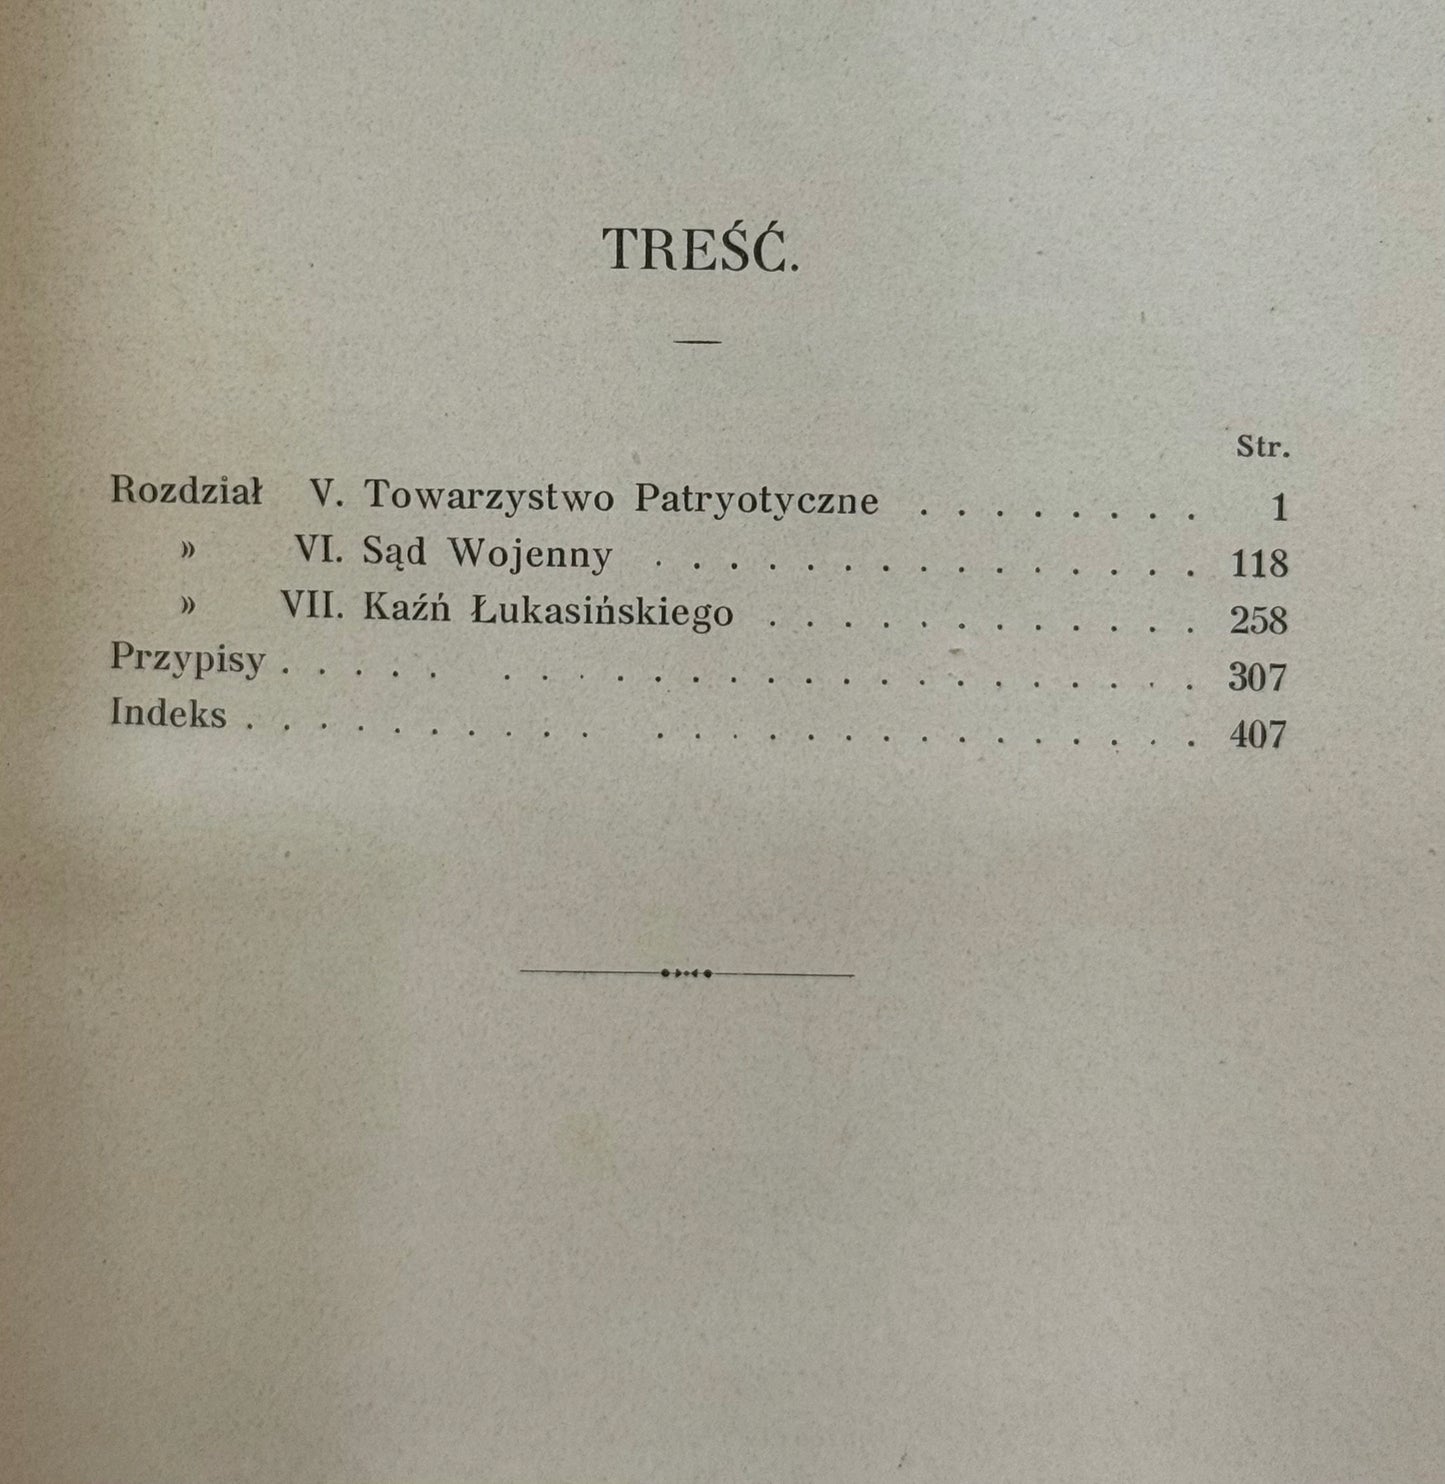 TREŚĆ.
Str.
Rozdział V. Towarzystwo Patryotyczne . . . . . . . . 1
» VI. Sąd Wojenny . . . . . . . . . . . . . . . 118
» VII. Kaźń Łukasińskiego . . . . . . . . . . . . 258
Przypisy . . . . . . . . . . . . . . . . . . . . . . . . 307
Indeks . . . . . . . . . . . . . . . . . . . . . . . . . 407